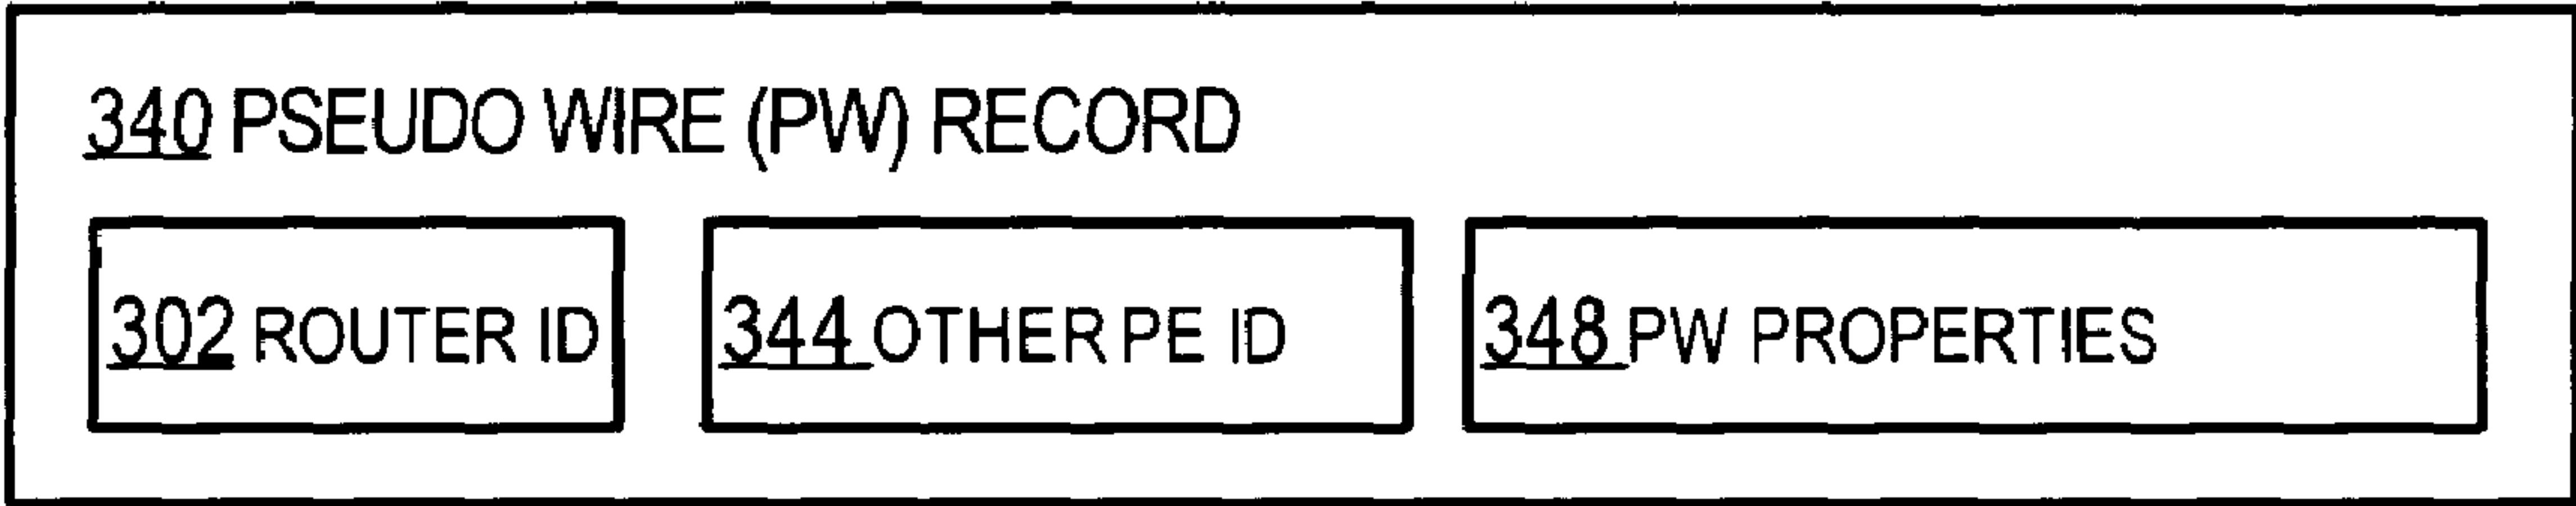 340 PSEUDO WIRE (PW) RECORD
302 ROUTER ID
344 OTHER PE ID
348 PW PROPERTIES